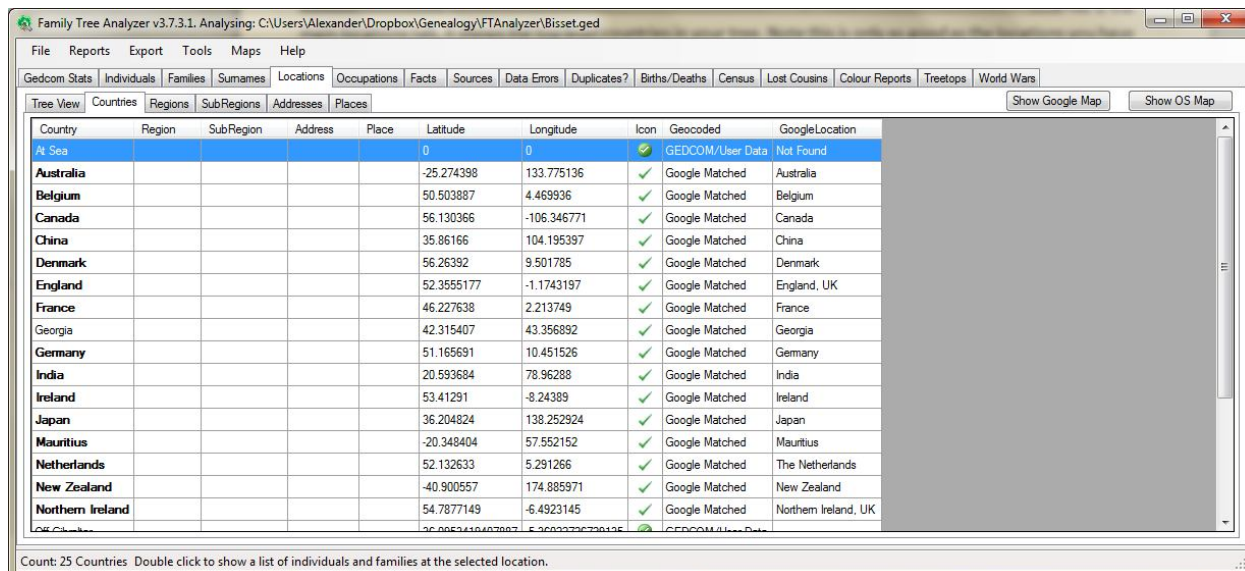 Family Tree Analyzer v3.7.3.1. Analysing: C:\Users\Alexander\Dropbox\Genealogy\FTAnalyzer\Bisset.ged
File Reports Export Tools Maps Help
Gedcom Stats Individuals Families Surnames Locations Occupations Facts Sources Data Errors Duplicates? Births/Deaths Census Lost Cousins Colour Reports Treetops World Wars
Tree View Countries Regions SubRegions Addresses Places Show Google Map Show OS Map
Country Region SubRegion Address Place Latitude Longitude Icon Geocoded GoogleLocation
At Sea 0 0 GEDCOM/User Data Not Found
Australia -25.274398 133.775136 Google Matched Australia
Belgium 50.503887 4.469936 Google Matched Belgium
Canada 56.130366 -106.346771 Google Matched Canada
China 35.86166 104.195397 Google Matched China
Denmark 56.26392 9.501785 Google Matched Denmark
England 52.3555177 -1.1743197 Google Matched England, UK
France 46.227638 2.213749 Google Matched France
Georgia 42.315407 43.356892 Google Matched Georgia
Germany 51.165691 10.451526 Google Matched Germany
India 20.593684 78.96288 Google Matched India
Ireland 53.41291 -8.24389 Google Matched Ireland
Japan 36.204824 138.252924 Google Matched Japan
Mauritius -20.348404 57.552152 Google Matched Mauritius
Netherlands 52.132633 5.291266 Google Matched The Netherlands
New Zealand -40.900557 174.885971 Google Matched New Zealand
Northern Ireland 54.7877149 -6.4923145 Google Matched Northern Ireland, UK
Off Gibraltar GEDCOM/User Data
Count: 25 Countries Double click to show a list of individuals and families at the selected location.